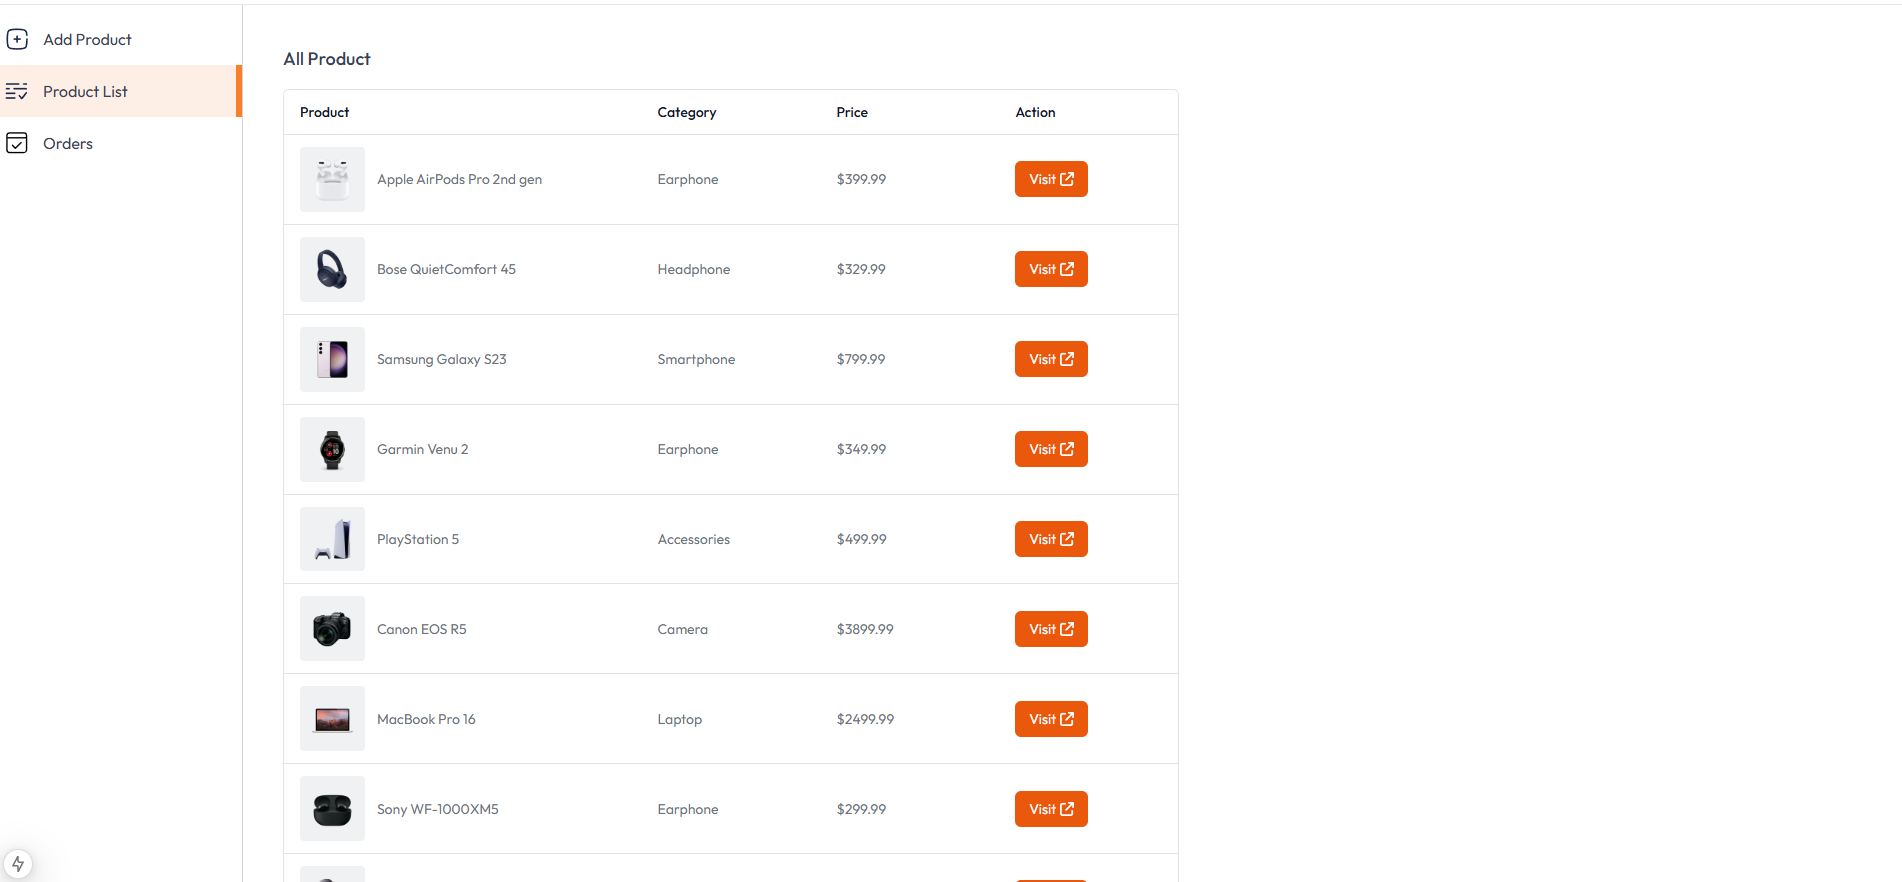 Add Product
Product List
Orders
All Product
Product Category Price Action
Apple AirPods Pro 2nd gen Earphone $399.99 Visit
Bose QuietComfort 45 Headphone $329.99 Visit
Samsung Galaxy S23 Smartphone $799.99 Visit
Garmin Venu 2 Earphone $349.99 Visit
PlayStation 5 Accessories $499.99 Visit
Canon EOS R5 Camera $3899.99 Visit
MacBook Pro 16 Laptop $2499.99 Visit
Sony WF-1000XM5 Earphone $299.99 Visit